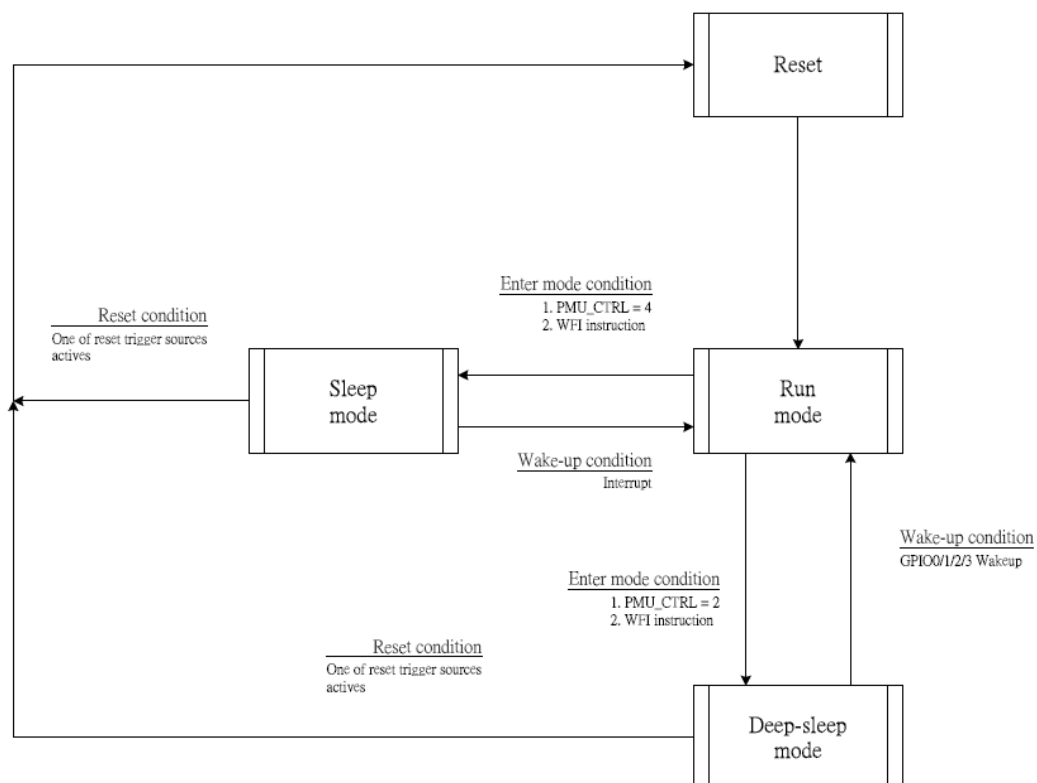 Reset
Enter mode condition
1. PMU_CTRL = 4
2. WFI instruction
Reset condition
One of reset trigger sources
actives
Sleep
mode
Run
mode
Wake-up condition
Interrupt
Wake-up condition
GPIO0/1/2/3 Wakeup
Enter mode condition
1. PMU_CTRL = 2
2. WFI instruction
Reset condition
One of reset trigger sources
actives
Deep-sleep
mode